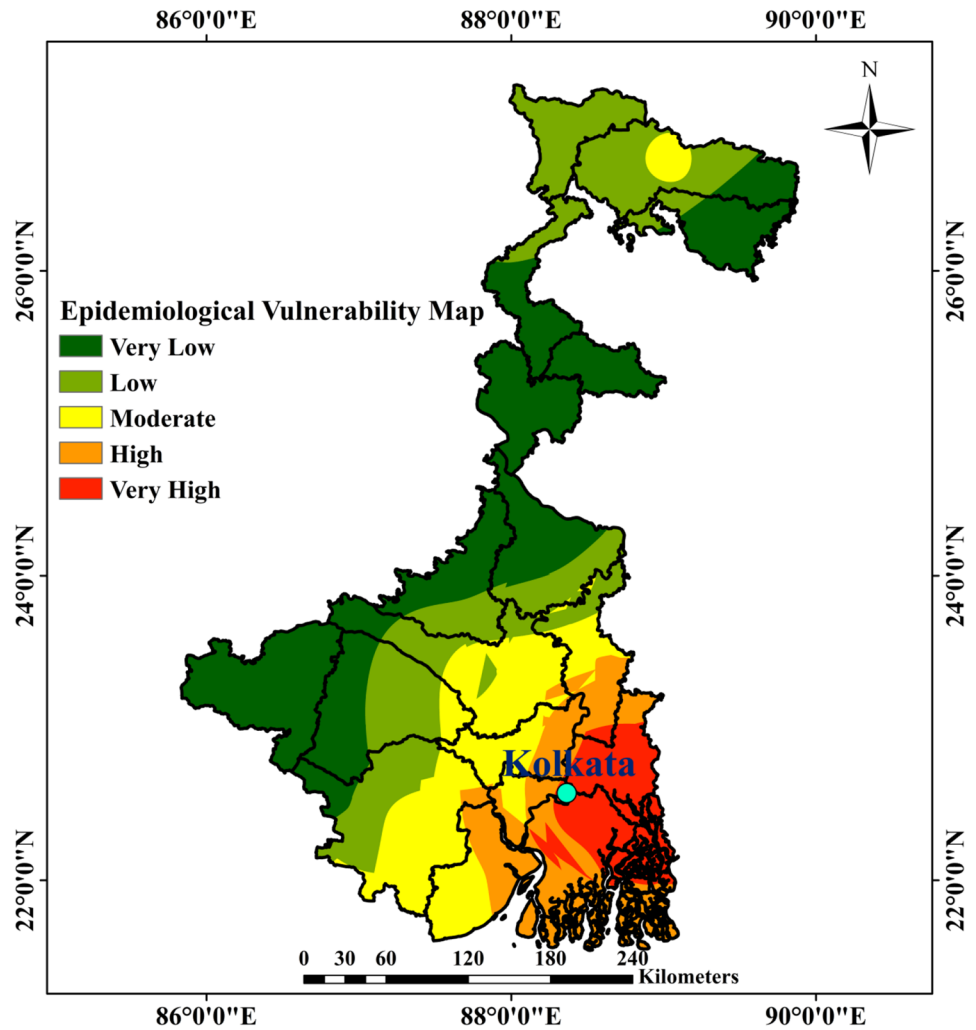 86°0'0"E 88°0'0"E 90°0'0"E
N
26°0'0"N 26°0'0"N
Epidemiological Vulnerability Map
Very Low
Low
Moderate
High
Very High
24°0'0"N 24°0'0"N
Kolkata
22°0'0"N 22°0'0"N
0 30 60 120 180 240
Kilometers
86°0'0"E 88°0'0"E 90°0'0"E